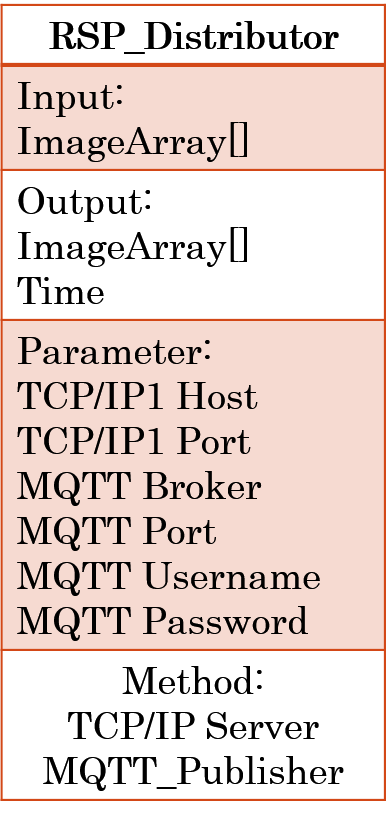 RSP_Distributor
Input:
ImageArray[]
Output:
ImageArray[]
Time
Parameter:
TCP/IP1 Host
TCP/IP1 Port
MQTT Broker
MQTT Port
MQTT Username
MQTT Password
Method:
TCP/IP Server
MQTT_Publisher